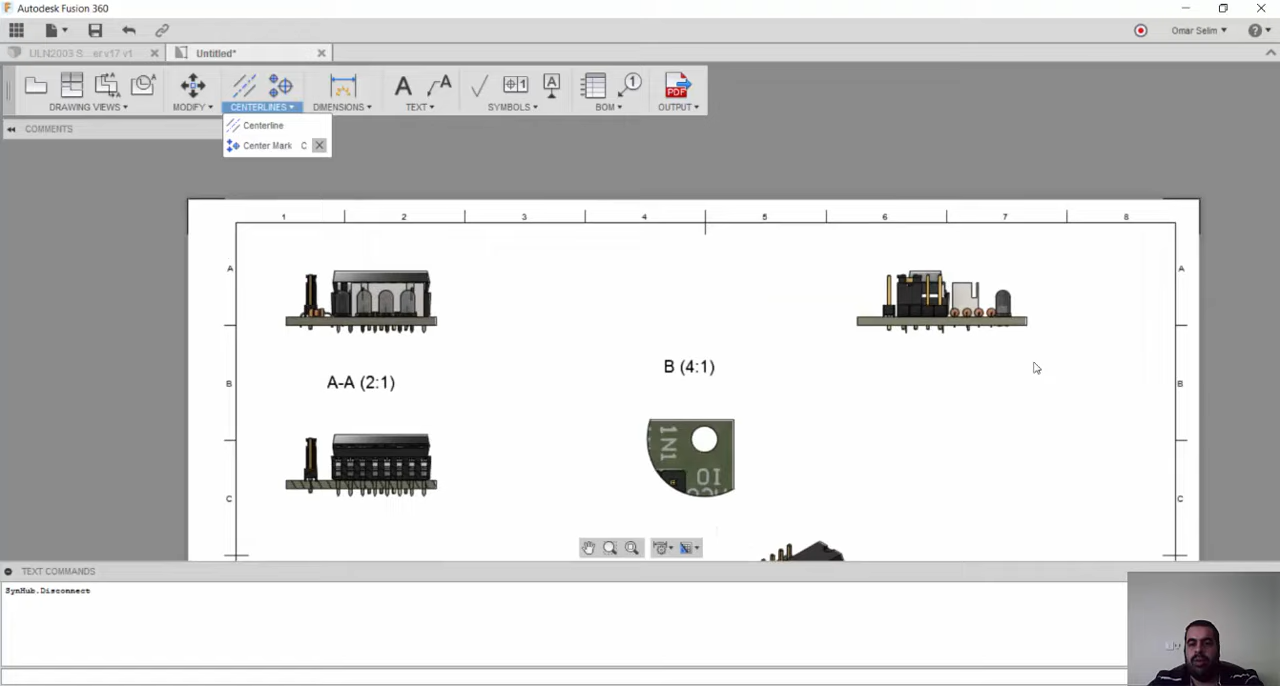 Autodesk Fusion 360
Omar Selim
ULN2003 S... er v17 v1
Untitled*
DRAWING VIEWS
MODIFY
CENTERLINES
DIMENSIONS
TEXT
SYMBOLS
BOM
OUTPUT
PDF
COMMENTS
Centerline
Center Mark C
1 2 3 4 5 6 7 8
A A
A-A (2:1)
B (4:1)
B B
1N1
IO
C C
TEXT COMMANDS
SynHub.Disconnect